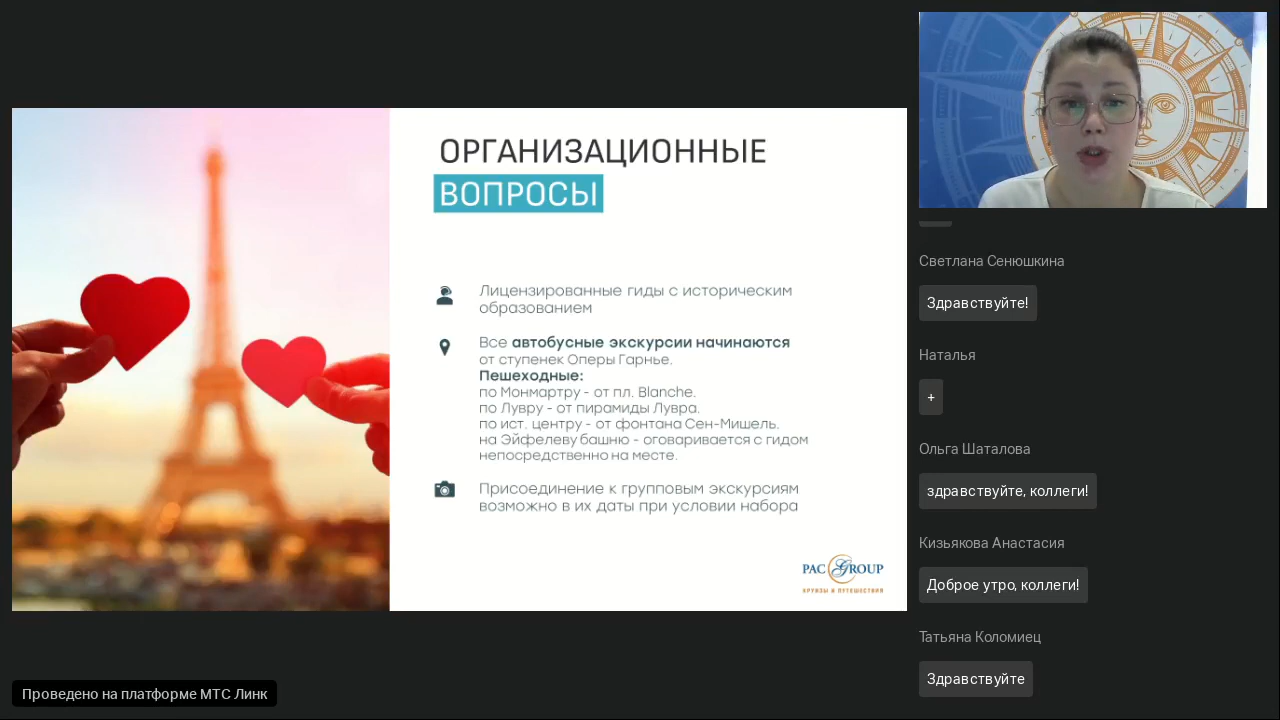 ОРГАНИЗАЦИОННЫЕ
ВОПРОСЫ
Лицензированные гиды с историческим
образованием
Все автобусные экскурсии начинаются
от ступенек Оперы Гарнье.
Пешеходные:
по Монмартру - от пл. Blanche.
по Лувру - от пирамиды Лувра.
по ист. центру - от фонтана Сен-Мишель.
на Эйфелеву башню - оговаривается с гидом
непосредственно на месте.
Присоединение к групповым экскурсиям
возможно в их даты при условии набора
PAC GROUP
КРУИЗЫ И ПУТЕШЕСТВИЯ
Проведено на платформе МТС Линк
Светлана Сенюшкина
Здравствуйте!
Наталья
+
Ольга Шаталова
здравствуйте, коллеги!
Кизьякова Анастасия
Доброе утро, коллеги!
Татьяна Коломиец
Здравствуйте